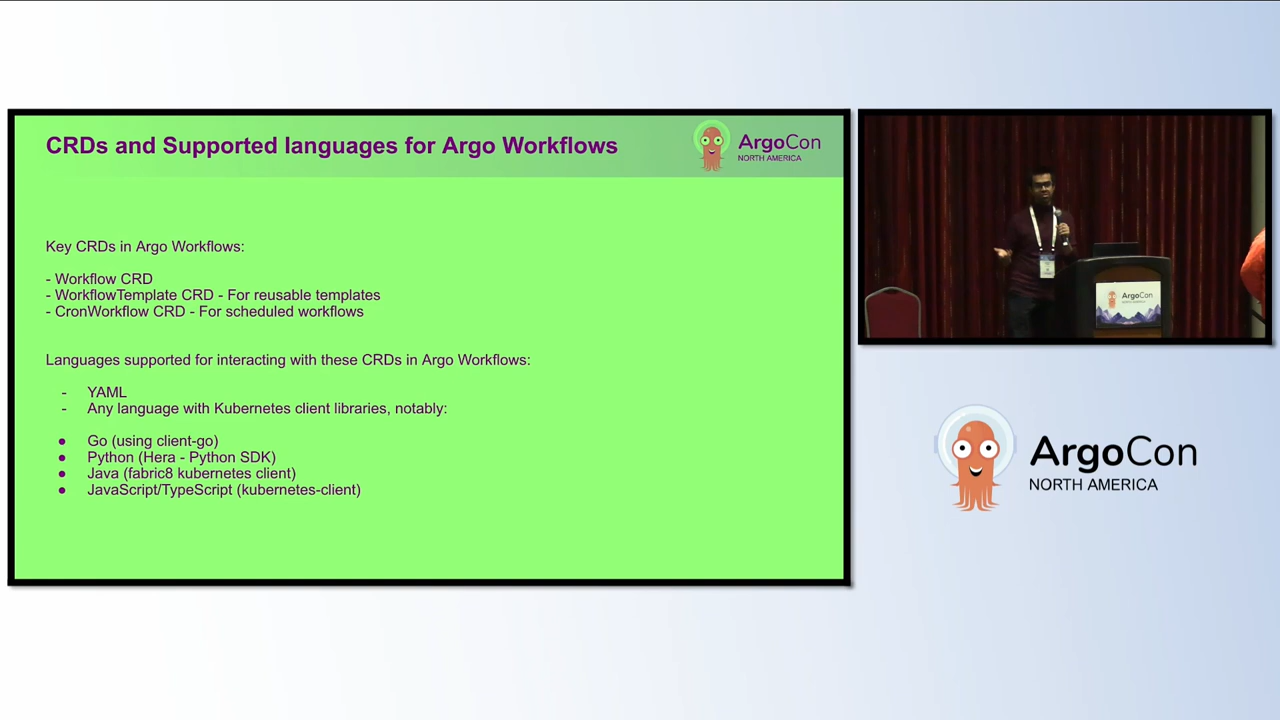 CRDs and Supported languages for Argo Workflows
ArgoCon
NORTH AMERICA
Key CRDs in Argo Workflows:
- Workflow CRD
- WorkflowTemplate CRD - For reusable templates
- CronWorkflow CRD - For scheduled workflows
Languages supported for interacting with these CRDs in Argo Workflows:
- YAML
- Any language with Kubernetes client libraries, notably:
● Go (using client-go)
● Python (Hera - Python SDK)
● Java (fabric8 kubernetes client)
● JavaScript/TypeScript (kubernetes-client)
ArgoCon
ArgoCon
NORTH AMERICA